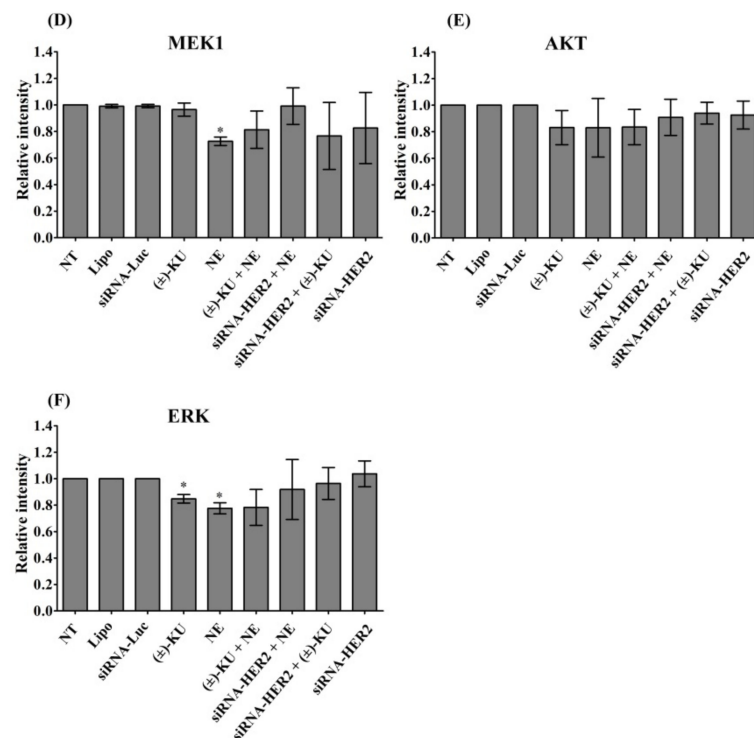 (D)
MEK1
Relative intensity
1.4
1.2
1.0
0.8
0.6
0.4
0.2
0.0
*
NT
Lipo
siRNA-Luc
(±)-KU
NE
(±)-KU + NE
siRNA-HER2 + NE
siRNA-HER2 + (±)-KU
siRNA-HER2
(E)
AKT
Relative intensity
1.4
1.2
1.0
0.8
0.6
0.4
0.2
0.0
NT
Lipo
siRNA-Luc
(±)-KU
NE
(±)-KU + NE
siRNA-HER2 + NE
siRNA-HER2 + (±)-KU
siRNA-HER2
(F)
ERK
Relative intensity
1.4
1.2
1.0
0.8
0.6
0.4
0.2
0.0
*
*
NT
Lipo
siRNA-Luc
(±)-KU
NE
(±)-KU + NE
siRNA-HER2 + NE
siRNA-HER2 + (±)-KU
siRNA-HER2